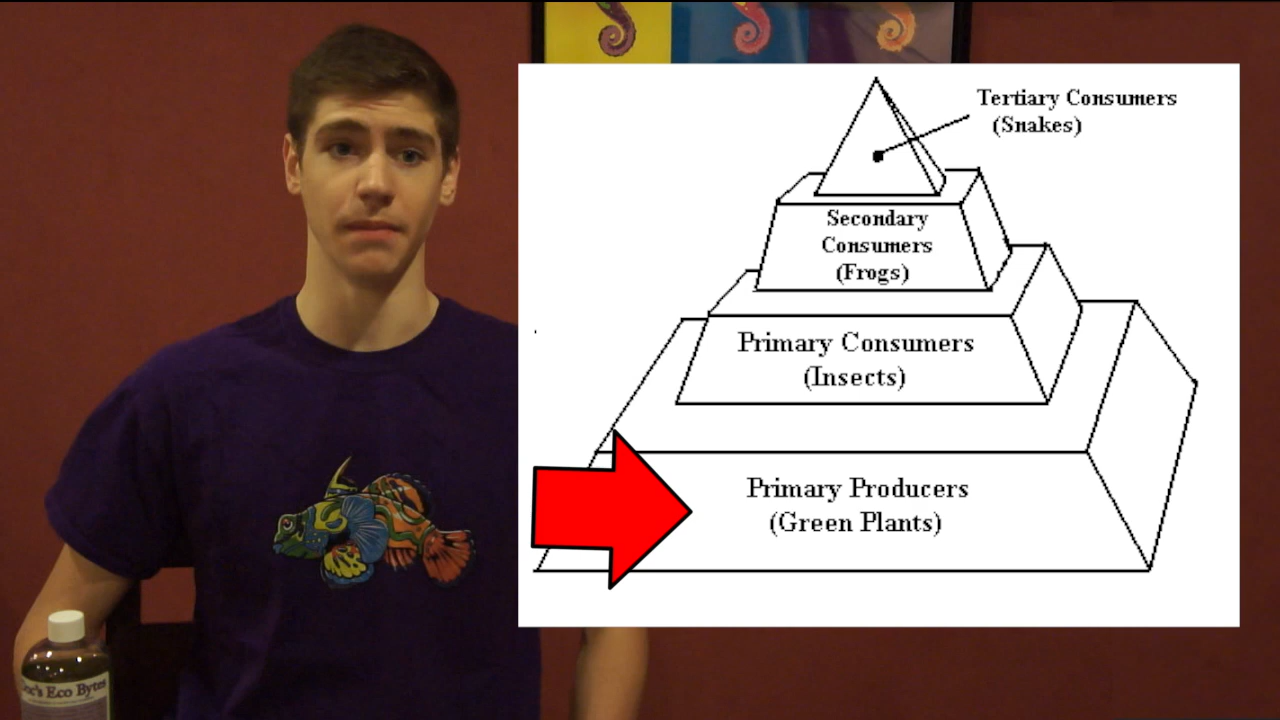 Tertiary Consumers
(Snakes)
Secondary
Consumers
(Frogs)
Primary Consumers
(Insects)
Primary Producers
(Green Plants)
Eco Bytes